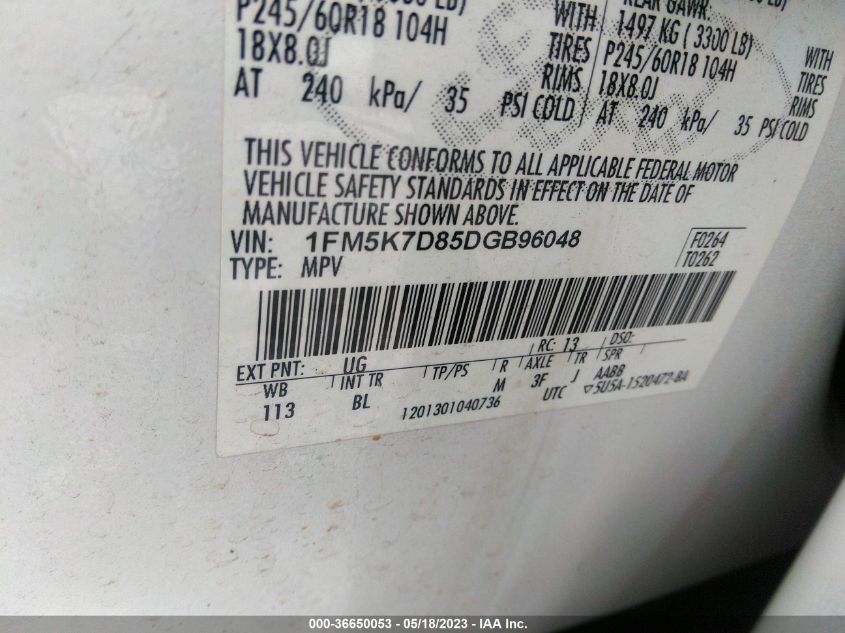 P245/60R18 104H WITH
18X8.0J TIRES
AT 240 kPa/ 35 RIMS
PSI COLD
REAR GAWR:
1497 KG ( 3300 LB) WITH
P245/60R18 104H TIRES
18X8.0J RIMS
AT 240 kPa/ 35 PSI COLD
THIS VEHICLE CONFORMS TO ALL APPLICABLE FEDERAL MOTOR
VEHICLE SAFETY STANDARDS IN EFFECT ON THE DATE OF
MANUFACTURE SHOWN ABOVE.
VIN: 1FM5K7D85DGB96048 F0264
TYPE: MPV T0262
EXT PNT: UG RC: 13 DSO:
WB INT TR TP/PS R AXLE TR SPR
113 BL M 3F J AABB
1201301040736 UTC ▽5U5A-1520472-BA
000-36650053 - 05/18/2023 - IAA Inc.